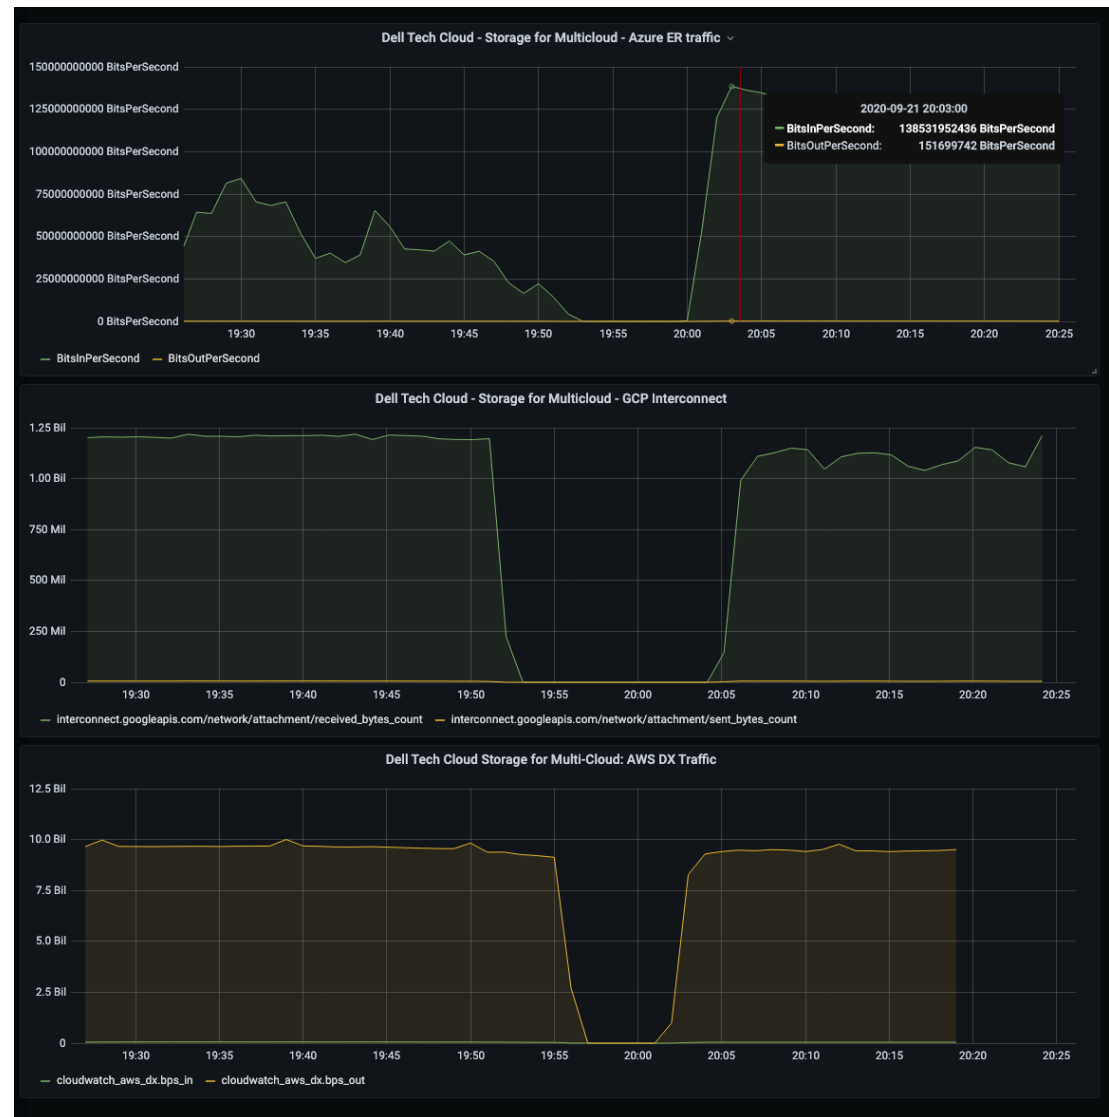 Dell Tech Cloud - Storage for Multicloud - Azure ER traffic
150000000000 BitsPerSecond
125000000000 BitsPerSecond
100000000000 BitsPerSecond
75000000000 BitsPerSecond
50000000000 BitsPerSecond
25000000000 BitsPerSecond
0 BitsPerSecond
2020-09-21 20:03:00
BitsInPerSecond: 138531952436 BitsPerSecond
BitsOutPerSecond: 151699742 BitsPerSecond
19:30 19:35 19:40 19:45 19:50 19:55 20:00 20:05 20:10 20:15 20:20 20:25
BitsInPerSecond BitsOutPerSecond
Dell Tech Cloud - Storage for Multicloud - GCP Interconnect
1.25 Bil
1.00 Bil
750 Mil
500 Mil
250 Mil
0
19:30 19:35 19:40 19:45 19:50 19:55 20:00 20:05 20:10 20:15 20:20 20:25
interconnect.googleapis.com/network/attachment/received_bytes_count interconnect.googleapis.com/network/attachment/sent_bytes_count
Dell Tech Cloud Storage for Multi-Cloud: AWS DX Traffic
12.5 Bil
10.0 Bil
7.5 Bil
5.0 Bil
2.5 Bil
0
19:30 19:35 19:40 19:45 19:50 19:55 20:00 20:05 20:10 20:15 20:20 20:25
cloudwatch_aws_dx.bps_in cloudwatch_aws_dx.bps_out